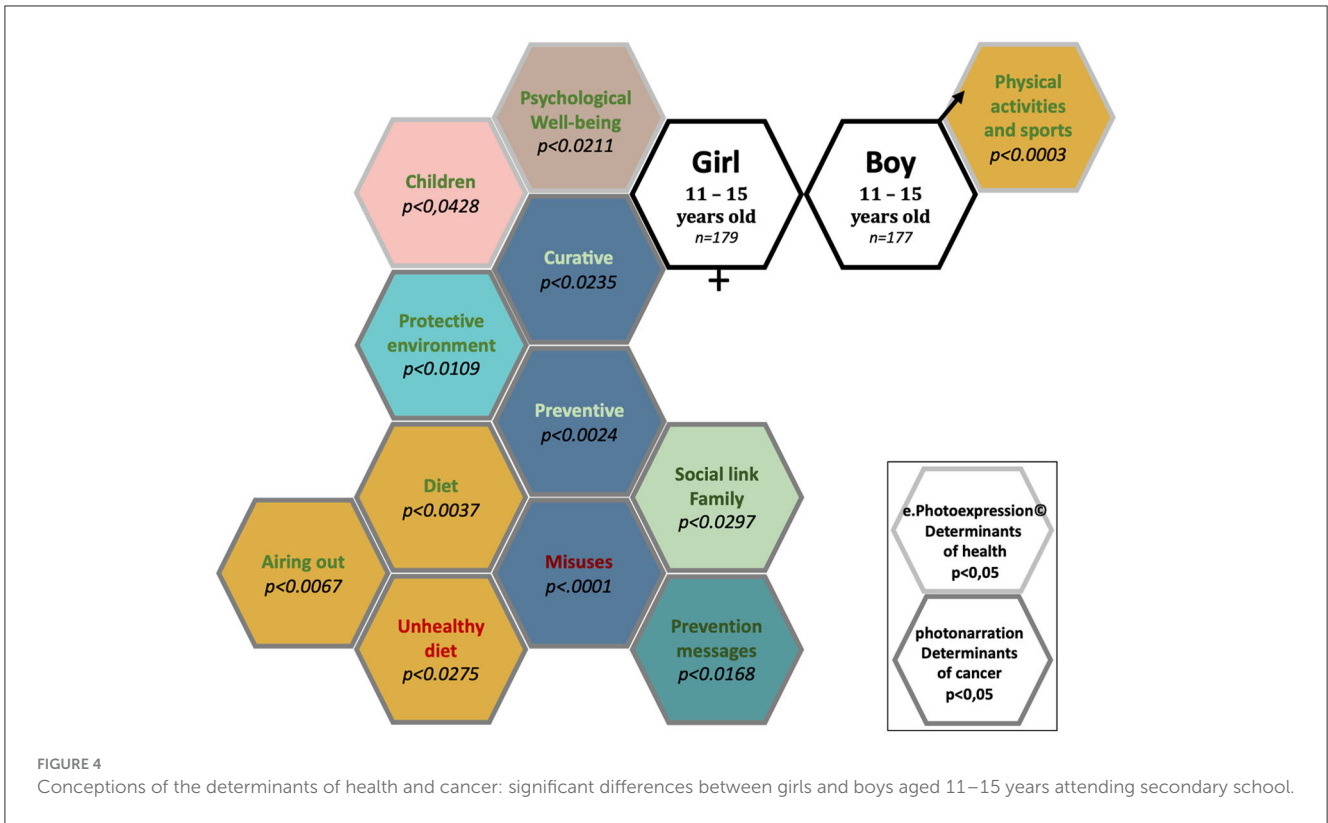 Psychological
Well-being
p<0.0211
Physical
activities
and sports
p<0.0003
Children
p<0,0428
Girl
11 – 15
years old
n=179
Boy
11 – 15
years old
n=177
+
Curative
p<0.0235
Protective
environment
p<0.0109
Preventive
p<0.0024
Diet
p<0.0037
Social link
Family
p<0.0297
Airing out
p<0.0067
Misuses
p<.0001
Unhealthy
diet
p<0.0275
Prevention
messages
p<0.0168
e.Photoexpression©
Determinants
of health
p<0,05
photonarration
Determinants
of cancer
p<0,05
FIGURE 4
Conceptions of the determinants of health and cancer: significant differences between girls and boys aged 11–15 years attending secondary school.